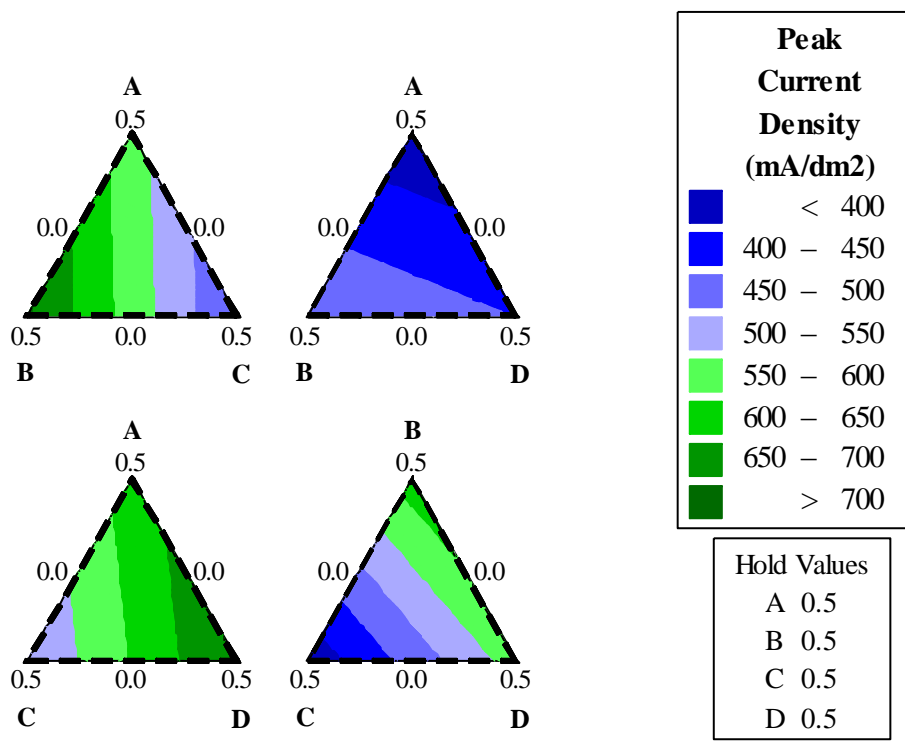 A
0.5
0.0
0.0
0.5
0.0
0.5
B
C
A
0.5
0.0
0.0
0.5
0.0
0.5
B
D
A
0.5
0.0
0.0
0.5
0.0
0.5
C
D
B
0.5
0.0
0.0
0.5
0.0
0.5
C
D
Peak
Current
Density
(mA/dm2)
< 400
400 – 450
450 – 500
500 – 550
550 – 600
600 – 650
650 – 700
> 700
Hold Values
A 0.5
B 0.5
C 0.5
D 0.5